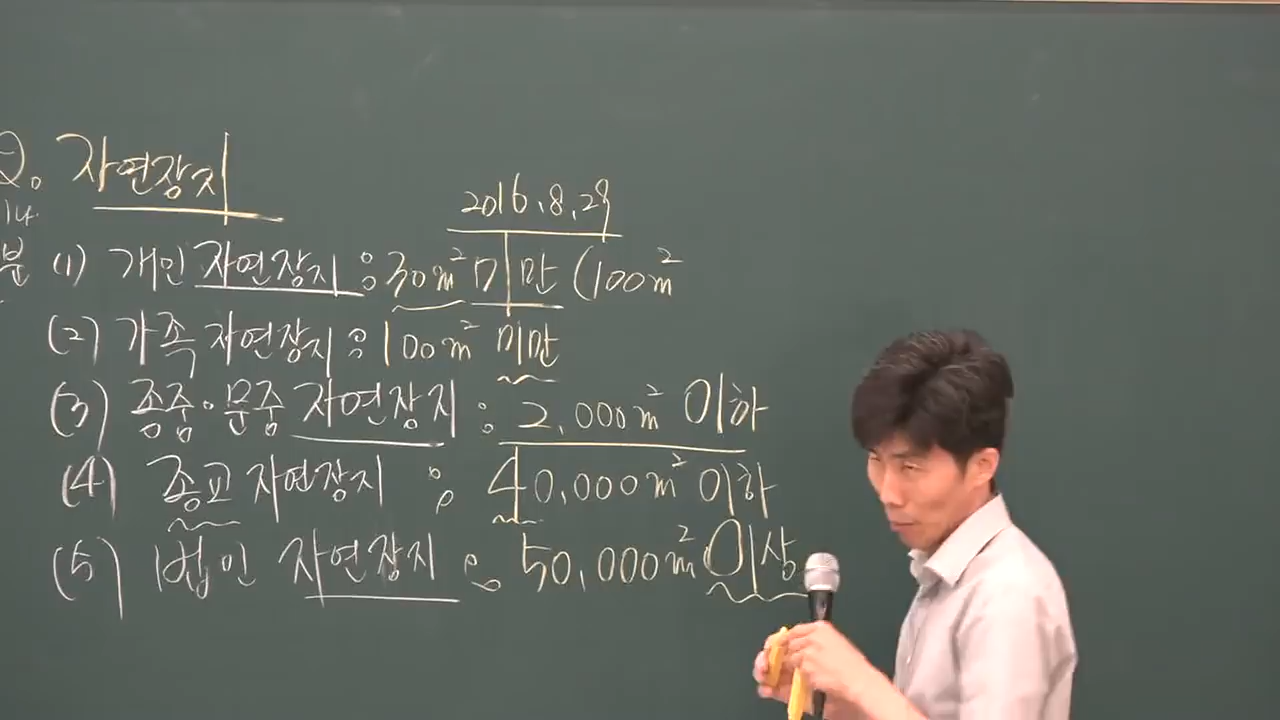 2. 자연장지
14.
2016.8.29
분 (1) 개인 자연장지 : 30m² 미만 (100m²
(2) 가족 자연장지 : 100m² 미만
(3) 종중·문중 자연장지 : 2,000m² 이하
(4) 종교 자연장지 : 40,000m² 이하
(5) 법인 자연장지 : 50,000m² 이상